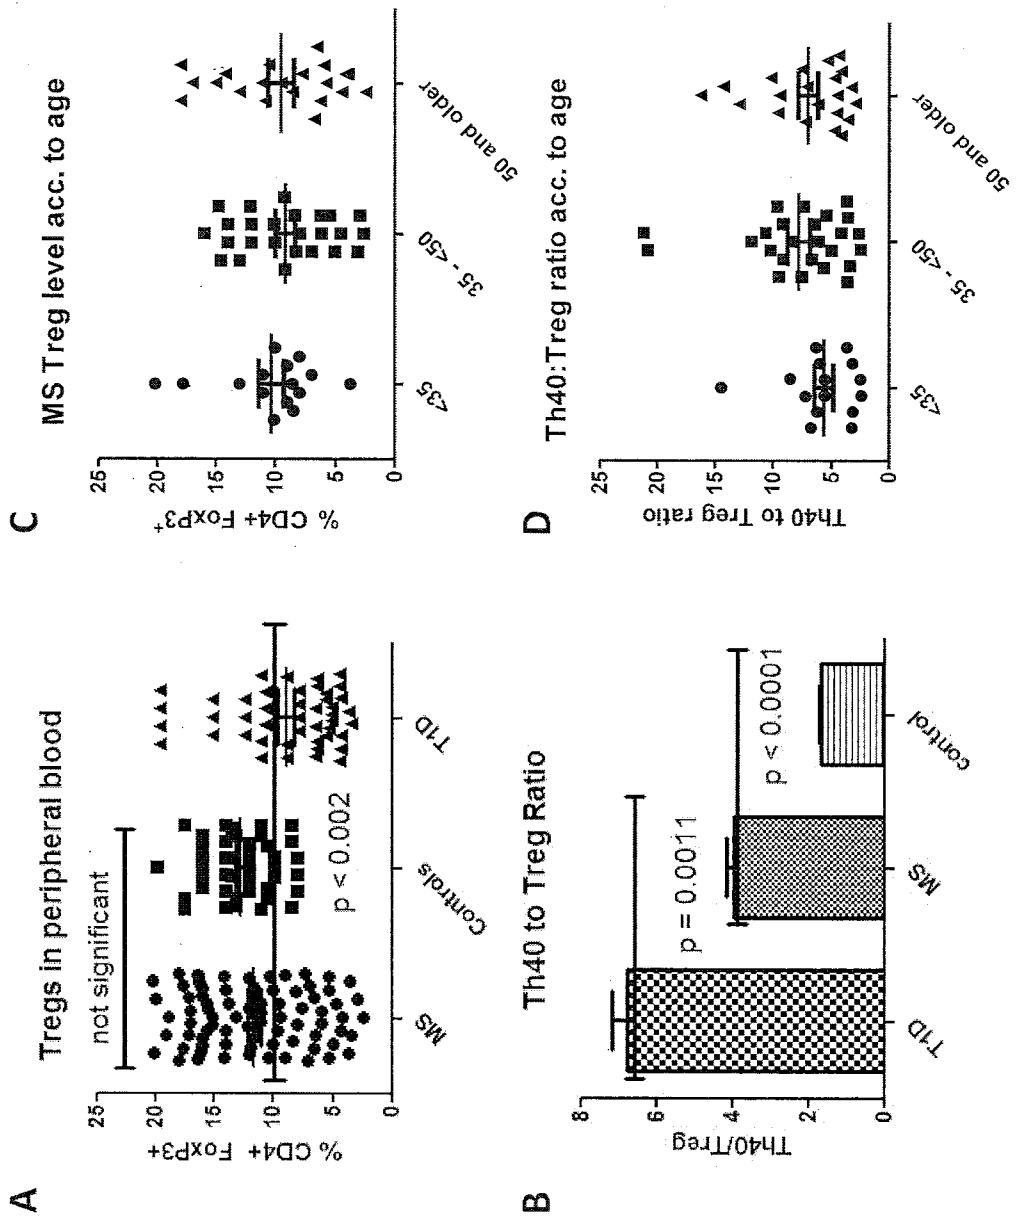 A
Tregs in peripheral blood
not significant
% CD4+ FoxP3+
25
20
15
10
5
0
p < 0.002
MS
Controls
T1D
B
Th40 to Treg Ratio
Th40/Treg
8
6
4
2
0
p = 0.0011
p < 0.0001
T1D
MS
control
C
MS Treg level acc. to age
% CD4+ FoxP3+
25
20
15
10
5
0
<35
35 - <50
50 and older
D
Th40:Treg ratio acc. to age
Th40 to Treg ratio
25
20
15
10
5
0
<35
35 - <50
50 and older